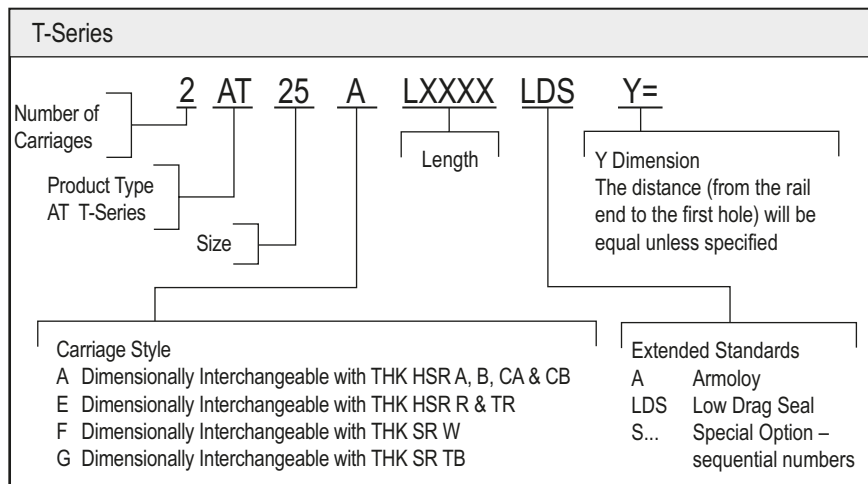 T-Series
2 AT 25 A LXXXX LDS Y=
Number of
Carriages
Product Type
AT T-Series
Size
Length
Y Dimension
The distance (from the rail
end to the first hole) will be
equal unless specified
Carriage Style
A Dimensionally Interchangeable with THK HSR A, B, CA & CB
E Dimensionally Interchangeable with THK HSR R & TR
F Dimensionally Interchangeable with THK SR W
G Dimensionally Interchangeable with THK SR TB
Extended Standards
A Armoloy
LDS Low Drag Seal
S... Special Option –
sequential numbers